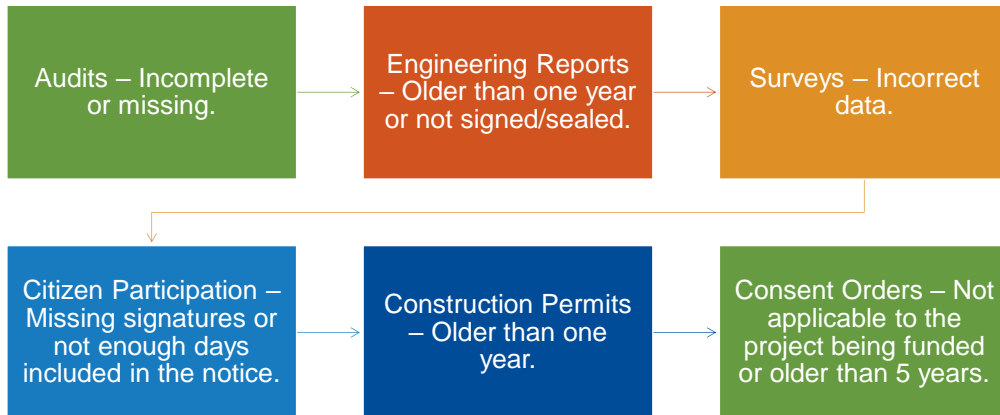 Audits – Incomplete
or missing.
Engineering Reports
– Older than one year
or not signed/sealed.
Surveys – Incorrect
data.
Citizen Participation –
Missing signatures or
not enough days
included in the notice.
Construction Permits
– Older than one
year.
Consent Orders – Not
applicable to the
project being funded
or older than 5 years.